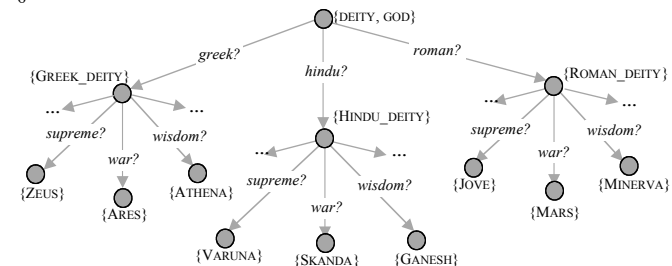 {DEITY, GOD}
greek?
hindu?
roman?
{GREEK_DEITY}
...
...
supreme?
war?
wisdom?
{ZEUS}
{ARES}
{ATHENA}
{HINDU_DEITY}
...
...
supreme?
war?
wisdom?
{VARUNA}
{SKANDA}
{GANESH}
{ROMAN_DEITY}
...
...
supreme?
war?
wisdom?
{JOVE}
{MARS}
{MINERVA}